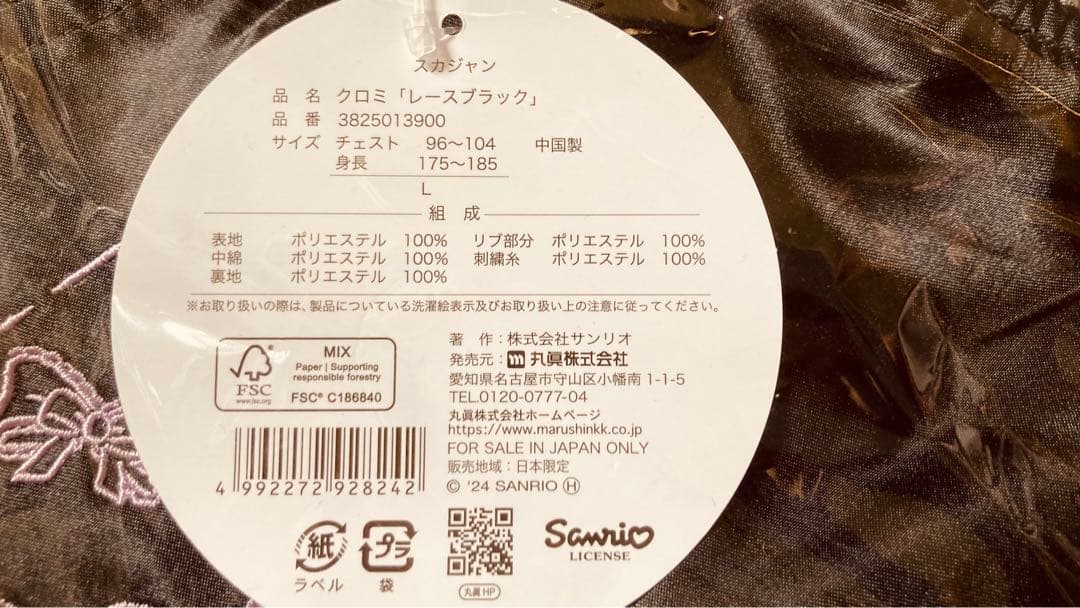 スカジャン
品 名 クロミ「レースブラック」
品 番 3825013900
サイズ チェスト 96～104 中国製
身長 175～185
L
組 成
表地 ポリエステル 100% リブ部分 ポリエステル 100%
中綿 ポリエステル 100% 刺繍糸 ポリエステル 100%
裏地 ポリエステル 100%
※お取り扱いの際は、製品についている洗濯絵表示及びお取り扱い上の注意に従ってください。
著 作：株式会社サンリオ
発売元：丸眞株式会社
愛知県名古屋市守山区小幡南 1-1-5
TEL.0120-0777-04
丸眞株式会社ホームページ
https://www.marushinkk.co.jp
FOR SALE IN JAPAN ONLY
販売地域：日本限定
© '24 SANRIO Ⓗ
FSC
www.fsc.org
MIX
Paper | Supporting
responsible forestry
FSC® C186840
4 992272 928242
紙
ラベル
プラ
袋
丸眞 HP
Sanrio
LICENSE